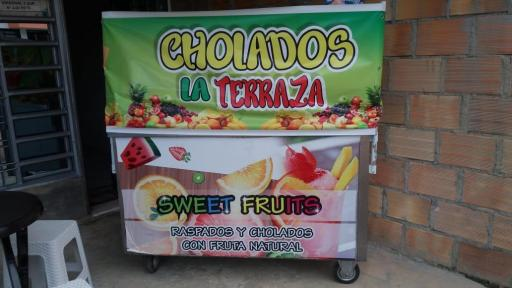 CHOLADOS
LA TERRAZA
SWEET FRUITS
RASPADOS Y CHOLADOS
CON FRUTA NATURAL